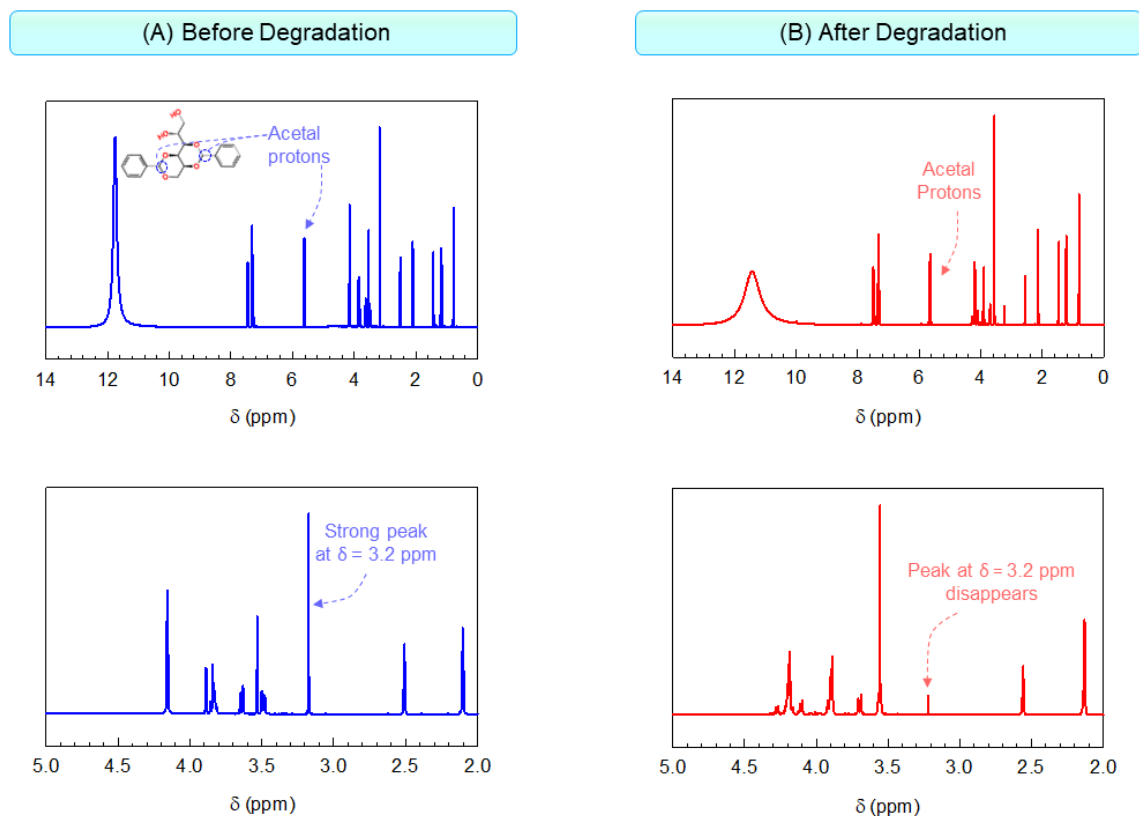 (A) Before Degradation
(B) After Degradation
HO
HO
O
O
O
O
Acetal
protons
14 12 10 8 6 4 2 0
δ (ppm)
Acetal
Protons
14 12 10 8 6 4 2 0
δ (ppm)
Strong peak
at δ = 3.2 ppm
5.0 4.5 4.0 3.5 3.0 2.5 2.0
δ (ppm)
Peak at δ = 3.2 ppm
disappears
5.0 4.5 4.0 3.5 3.0 2.5 2.0
δ (ppm)